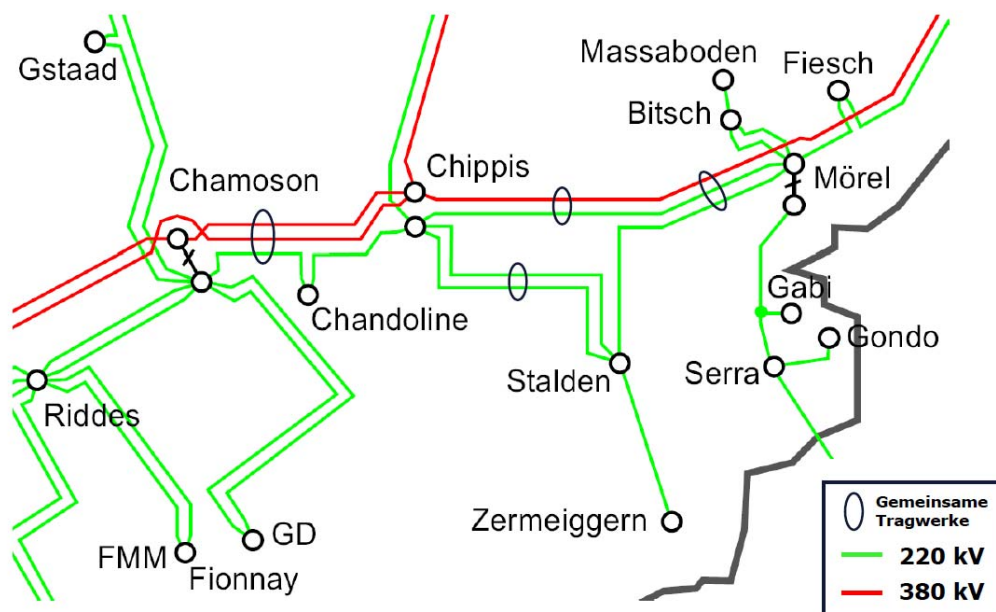 Gstaad
Massaboden
Fiesch
Bitsch
Chamoson
Chippis
Mörel
Gabi
Chandoline
Gondo
Stalden
Serra
Riddes
Zermeiggern
GD
FMM
Fionnay
Gemeinsame
Tragwerke
220 kV
380 kV